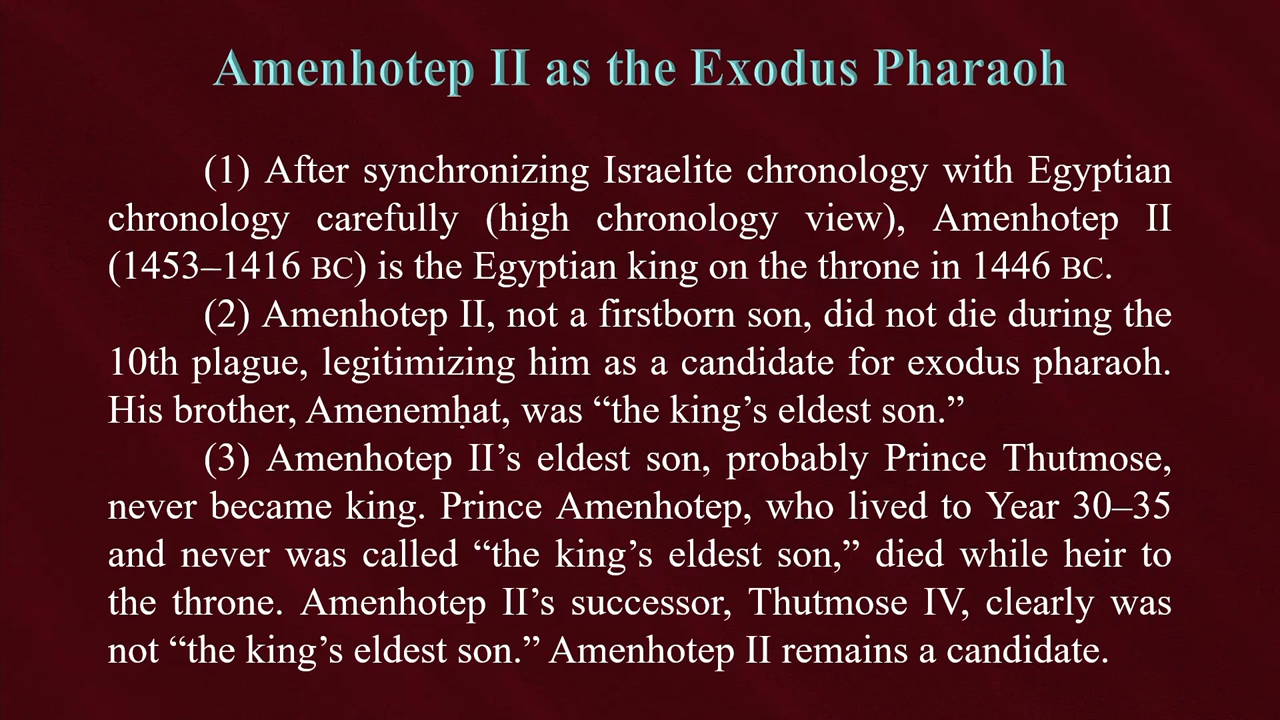 Amenhotep II as the Exodus Pharaoh
(1) After synchronizing Israelite chronology with Egyptian
chronology carefully (high chronology view), Amenhotep II
(1453–1416 BC) is the Egyptian king on the throne in 1446 BC.
(2) Amenhotep II, not a firstborn son, did not die during the
10th plague, legitimizing him as a candidate for exodus pharaoh.
His brother, Amenemḥat, was “the king’s eldest son.”
(3) Amenhotep II’s eldest son, probably Prince Thutmose,
never became king. Prince Amenhotep, who lived to Year 30–35
and never was called “the king’s eldest son,” died while heir to
the throne. Amenhotep II’s successor, Thutmose IV, clearly was
not “the king’s eldest son.” Amenhotep II remains a candidate.